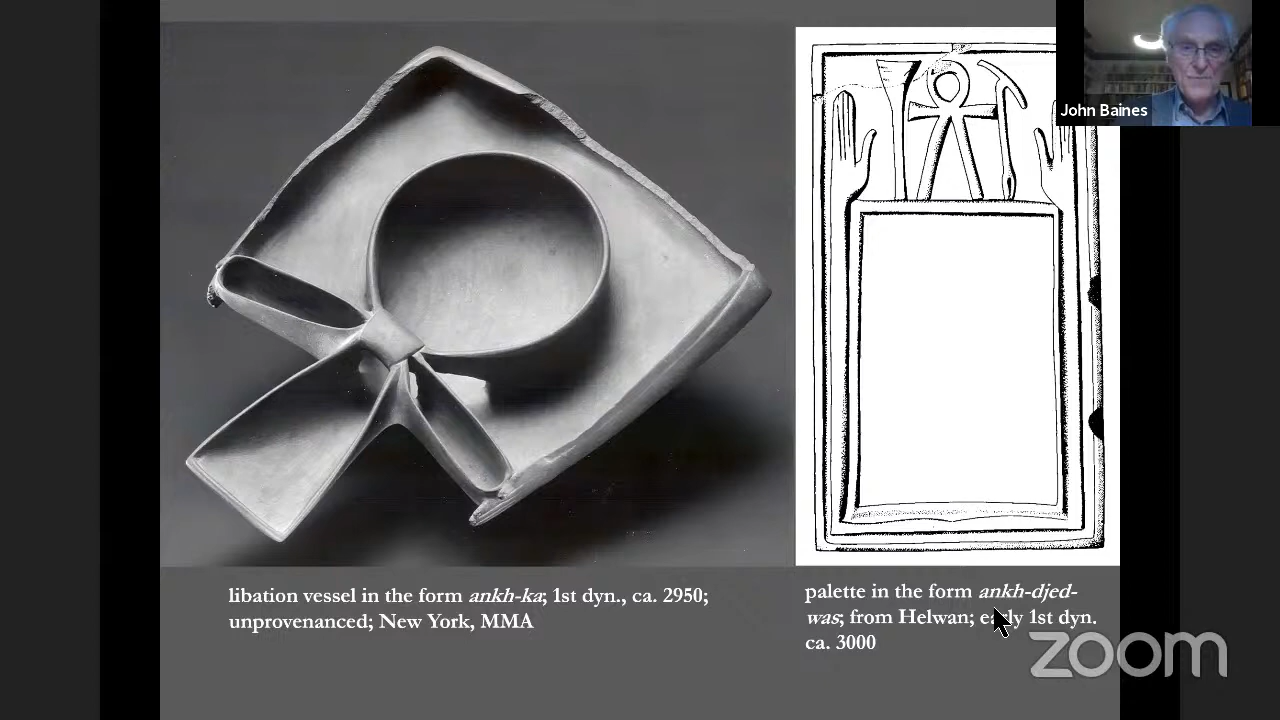 John Baines
libation vessel in the form ankh-ka; 1st dyn., ca. 2950;
unprovenanced; New York, MMA
palette in the form ankh-djed-
was; from Helwan; early 1st dyn.
ca. 3000
zoom